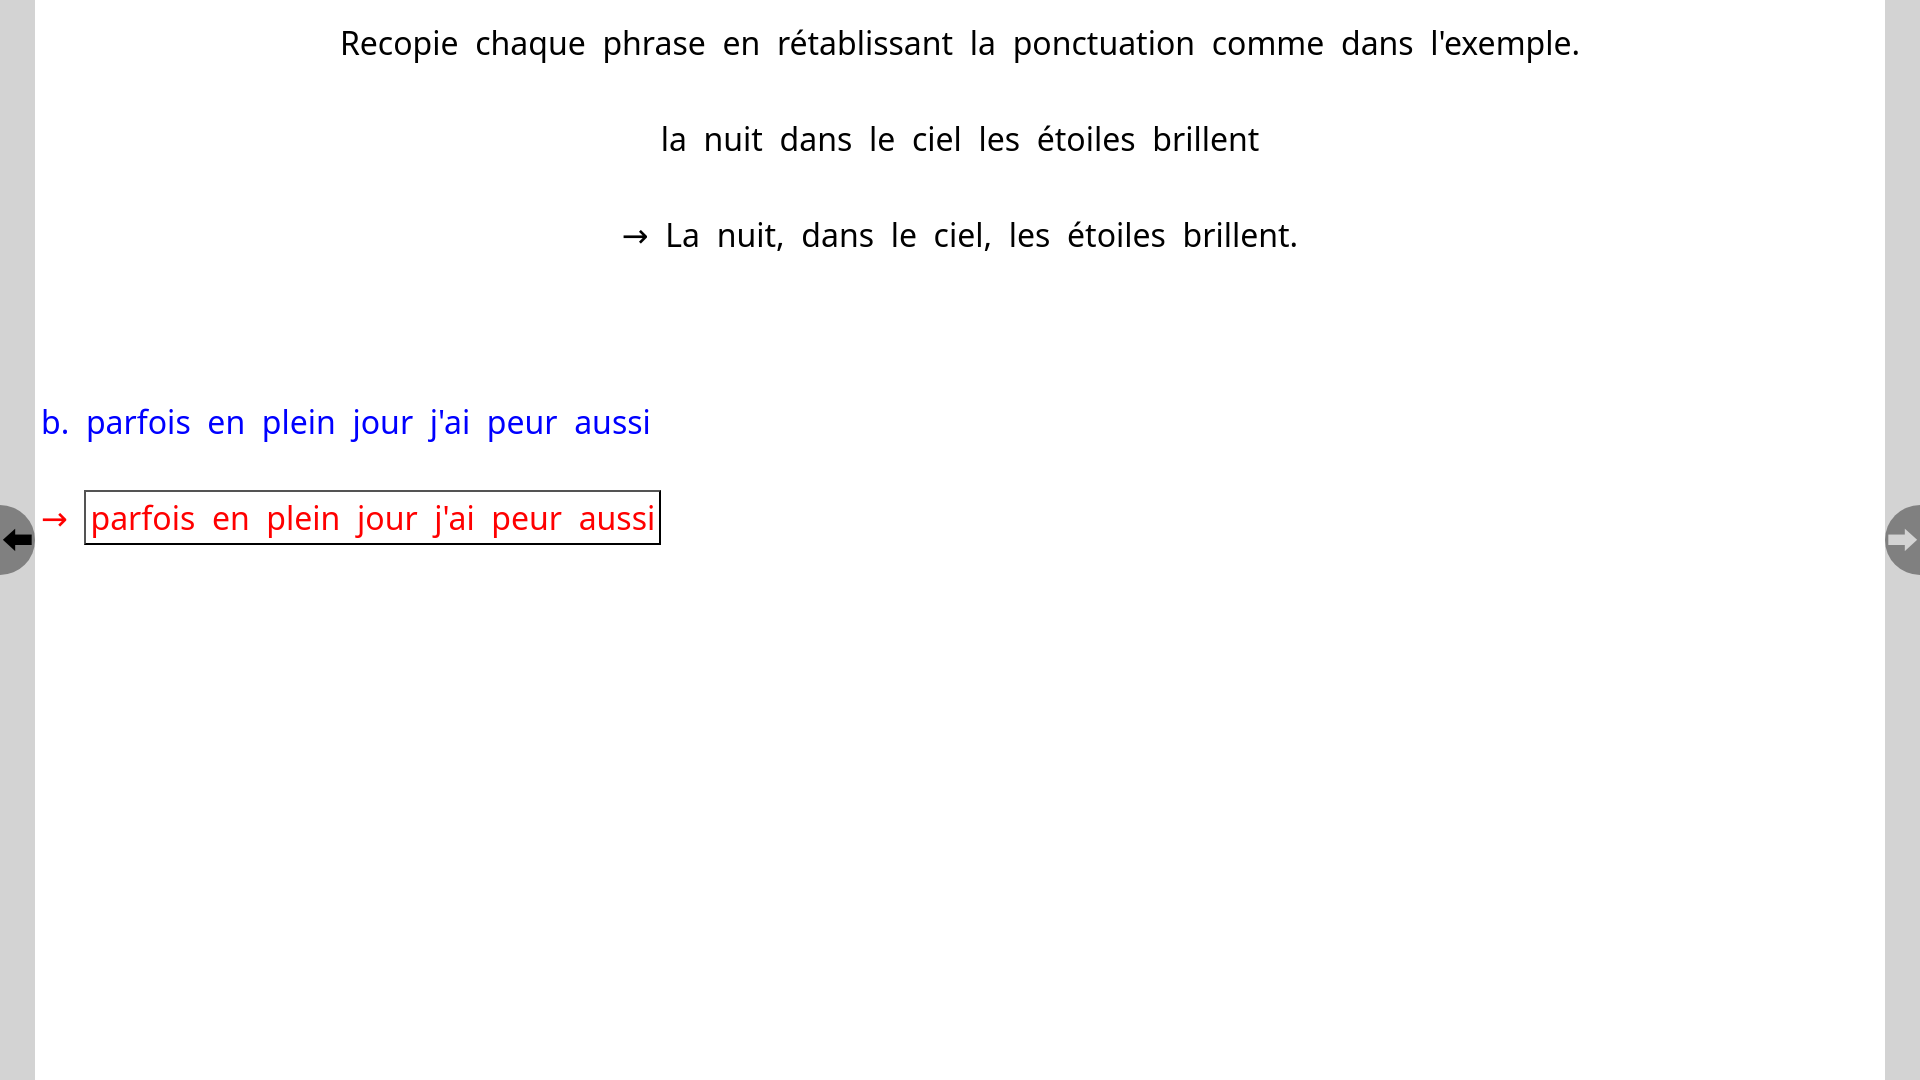 Recopie chaque phrase en rétablissant la ponctuation comme dans l'exemple.
la nuit dans le ciel les étoiles brillent
→ La nuit, dans le ciel, les étoiles brillent.
b. parfois en plein jour j'ai peur aussi
→ parfois en plein jour j'ai peur aussi